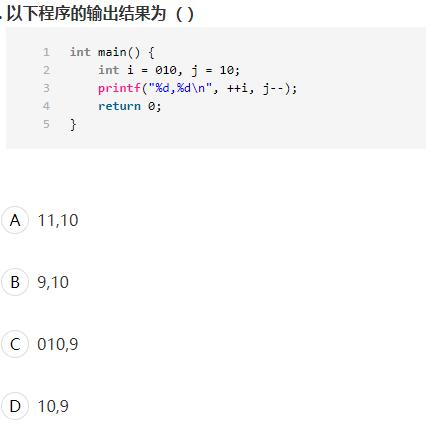 .以下程序的输出结果为（）
1 int main() {
2 int i = 010, j = 10;
3 printf("%d,%d\n", ++i, j--);
4 return 0;
5 }
A 11,10
B 9,10
C 010,9
D 10,9